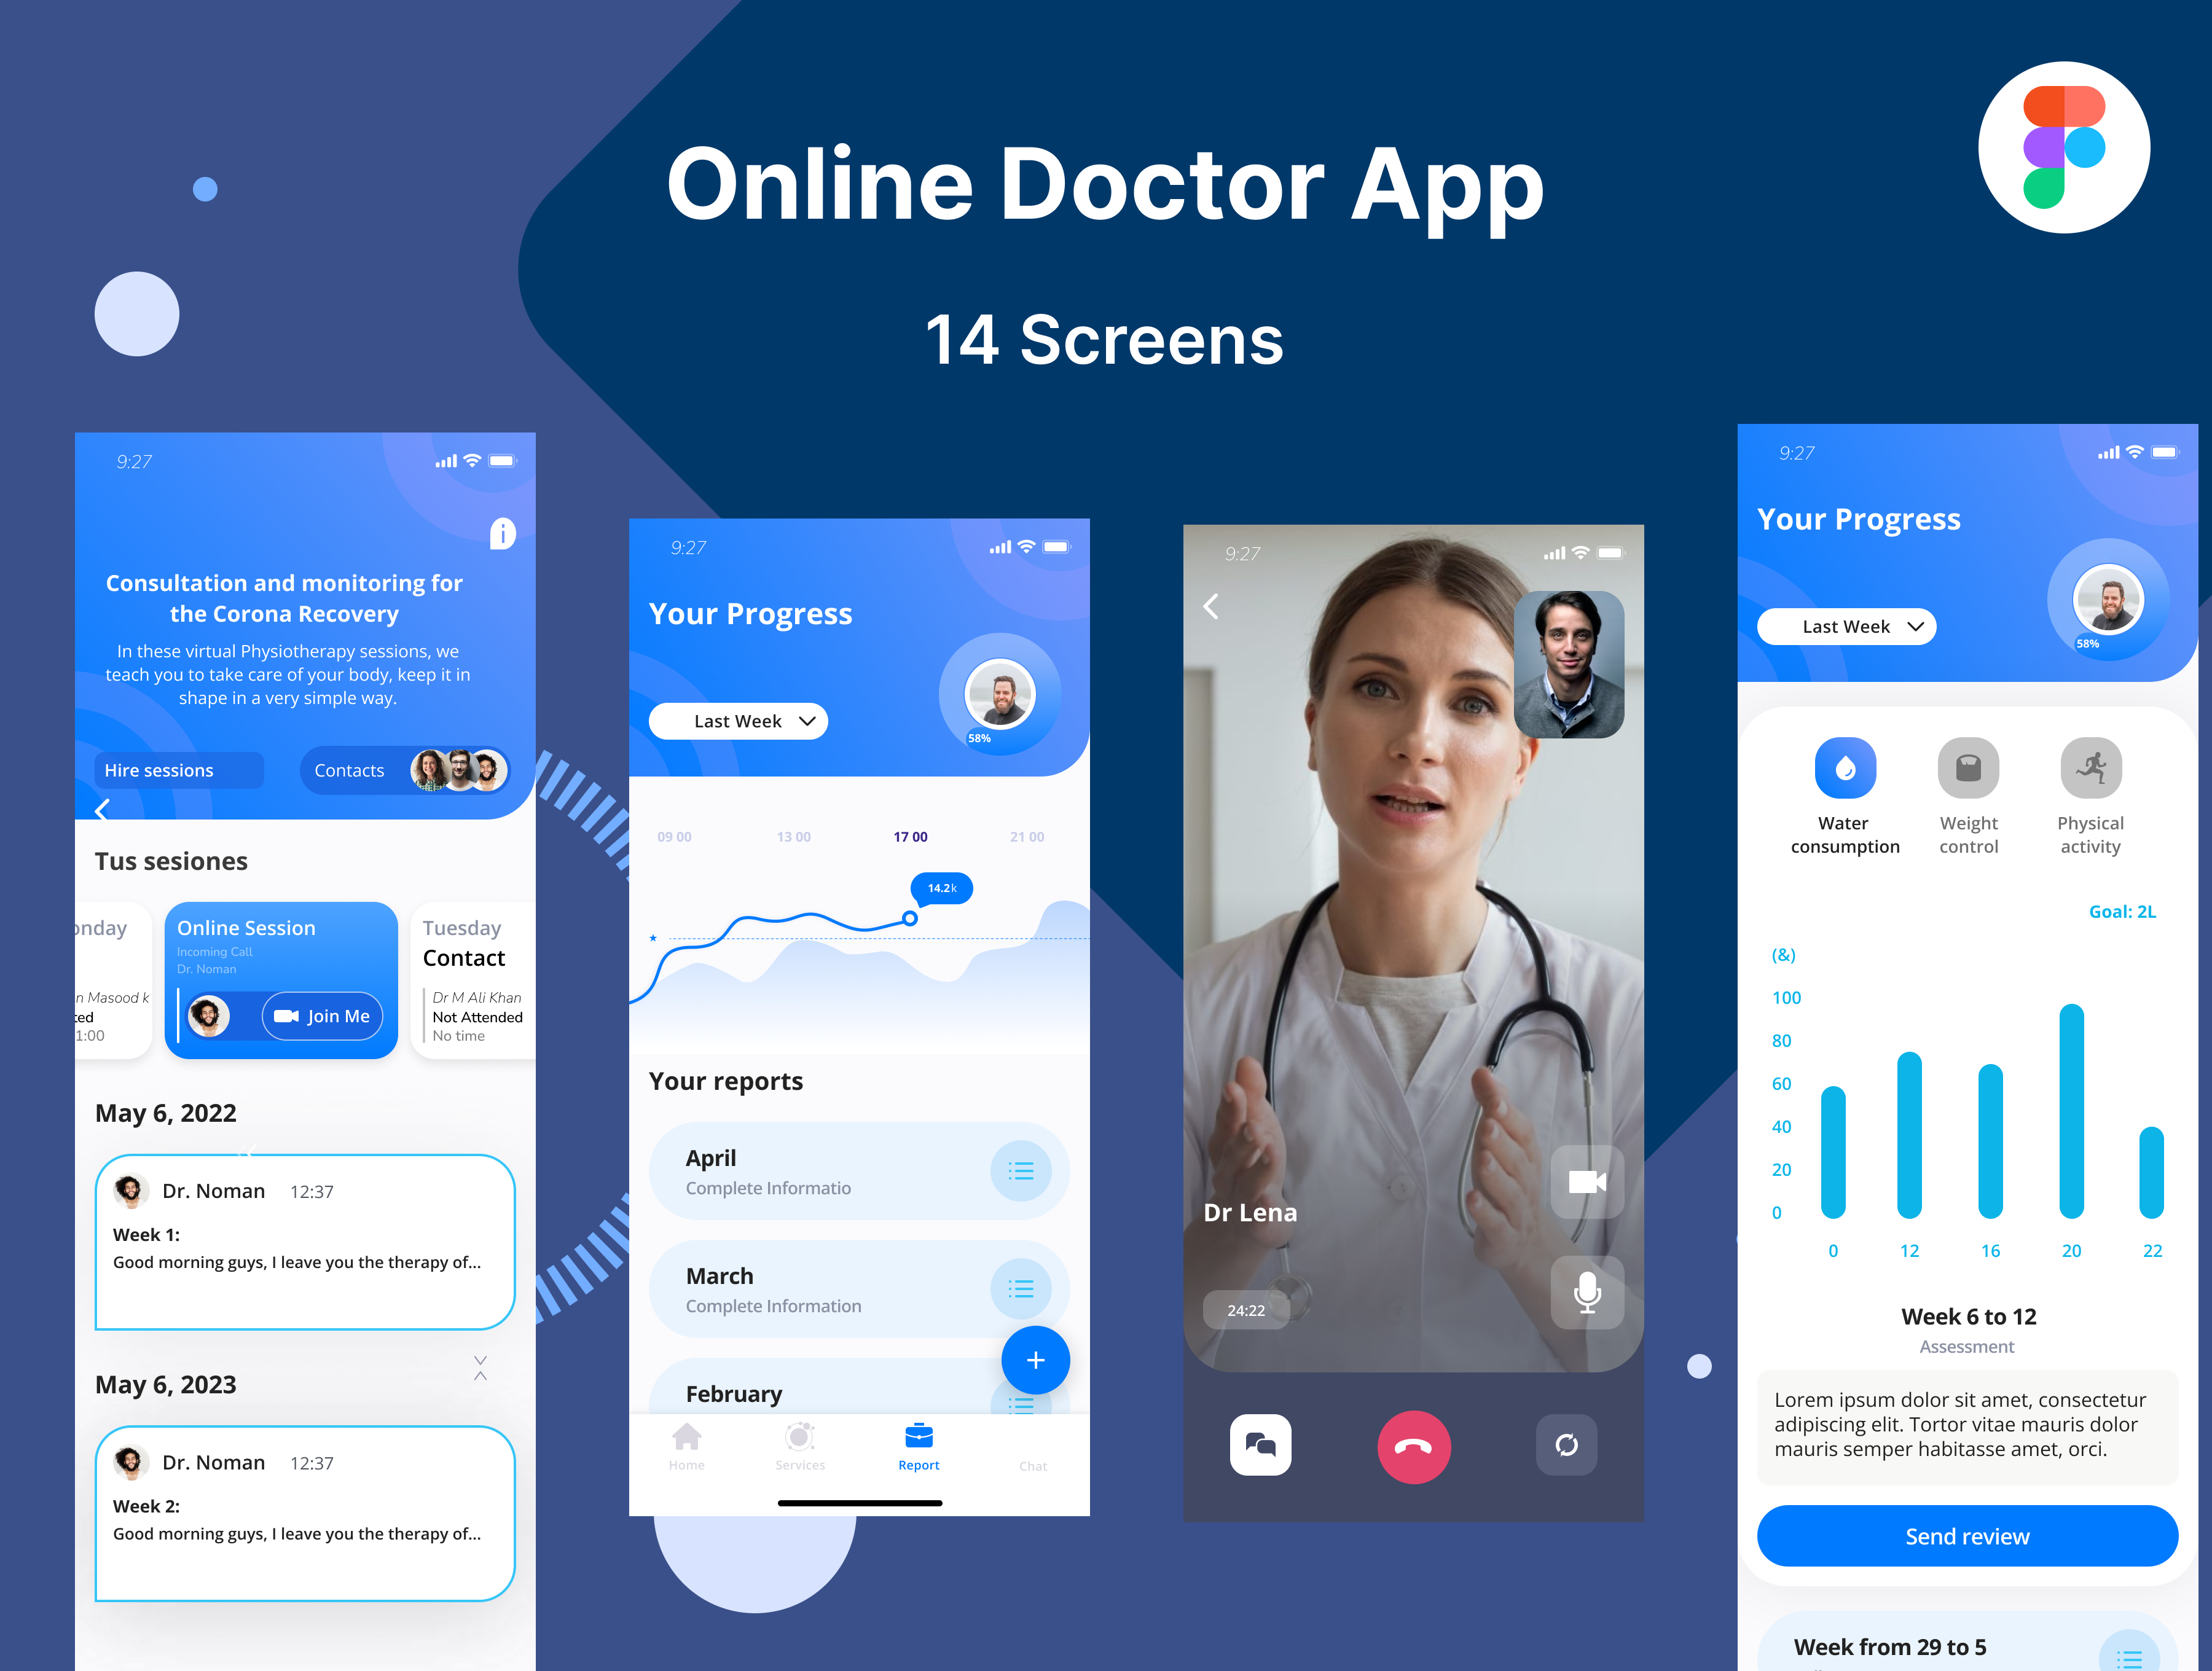 Online Doctor App
14 Screens
9:27
Consultation and monitoring for
the Corona Recovery
In these virtual Physiotherapy sessions, we
teach you to take care of your body, keep it in
shape in a very simple way.
Hire sessions
Contacts
Tus sesiones
onday
n Masood k
ted
1:00
Online Session
Incoming Call
Dr. Noman
Join Me
Tuesday
Contact
Dr M Ali Khan
Not Attended
No time
May 6, 2022
Dr. Noman 12:37
Week 1:
Good morning guys, I leave you the therapy of...
May 6, 2023
Dr. Noman 12:37
Week 2:
Good morning guys, I leave you the therapy of...
9:27
Your Progress
Last Week
58%
09 00 13 00 17 00 21 00
14.2k
Your reports
April
Complete Informatio
March
Complete Information
February
Home Services Report Chat
9:27
Dr Lena
24:22
9:27
Your Progress
Last Week
58%
Water
consumption
Weight
control
Physical
activity
Goal: 2L
(&)
100
80
60
40
20
0
0 12 16 20 22
Week 6 to 12
Assessment
Lorem ipsum dolor sit amet, consectetur
adipiscing elit. Tortor vitae mauris dolor
mauris semper habitasse amet, orci.
Send review
Week from 29 to 5